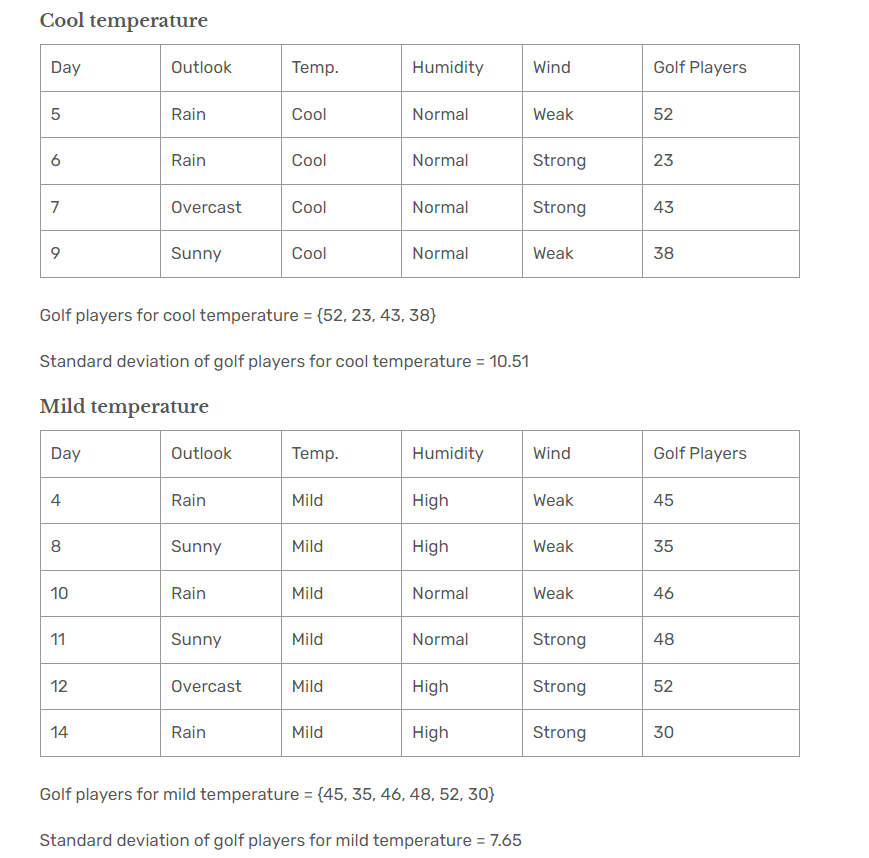 Cool temperature
Day Outlook Temp. Humidity Wind Golf Players
5 Rain Cool Normal Weak 52
6 Rain Cool Normal Strong 23
7 Overcast Cool Normal Strong 43
9 Sunny Cool Normal Weak 38
Golf players for cool temperature = {52, 23, 43, 38}
Standard deviation of golf players for cool temperature = 10.51
Mild temperature
Day Outlook Temp. Humidity Wind Golf Players
4 Rain Mild High Weak 45
8 Sunny Mild High Weak 35
10 Rain Mild Normal Weak 46
11 Sunny Mild Normal Strong 48
12 Overcast Mild High Strong 52
14 Rain Mild High Strong 30
Golf players for mild temperature = {45, 35, 46, 48, 52, 30}
Standard deviation of golf players for mild temperature = 7.65